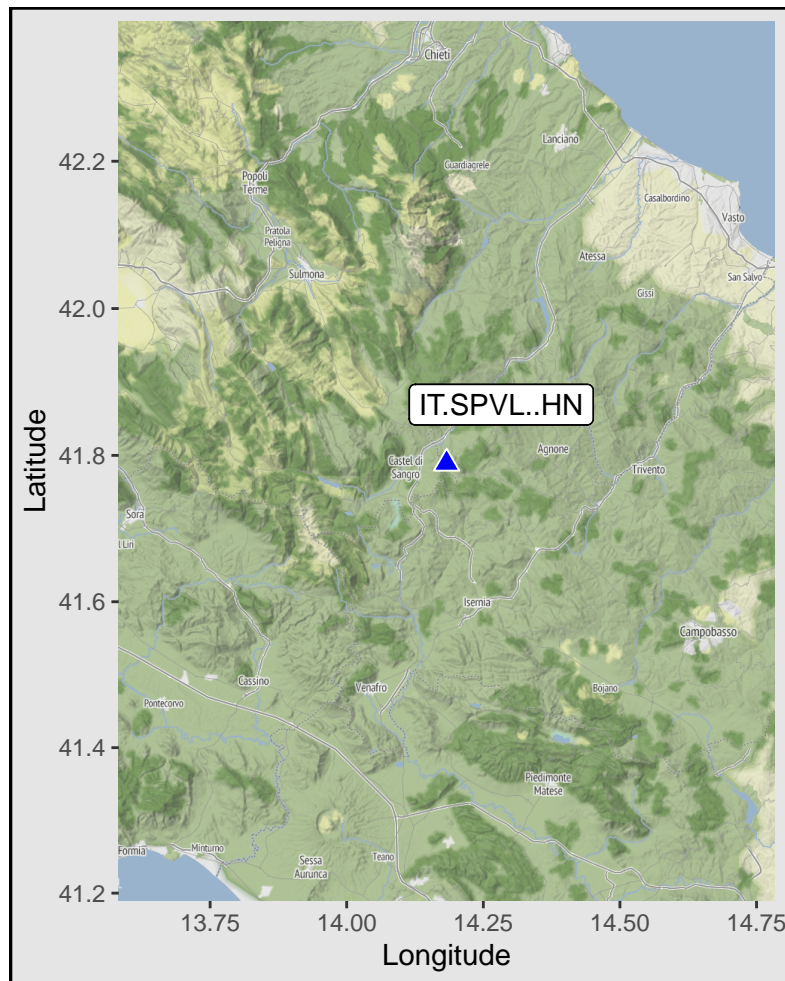 Chieti
Lanciano
42.2
Guardiagrele
Popoli
Terme
Casalbordino
Vasto
Pratola
Peligna
Atessa
Sulmona
San Salvo
Gissi
42.0
IT.SPVL..HN
Agnone
41.8
Castel di
Sangro
Trivento
Latitude
Sora
l Liri
41.6
Isernia
Campobasso
Cassino
Venafro
Bojano
Pontecorvo
41.4
Piedimonte
Matese
Formia
Minturno
Sessa
Aurunca
Teano
41.2
13.75 14.00 14.25 14.50 14.75
Longitude